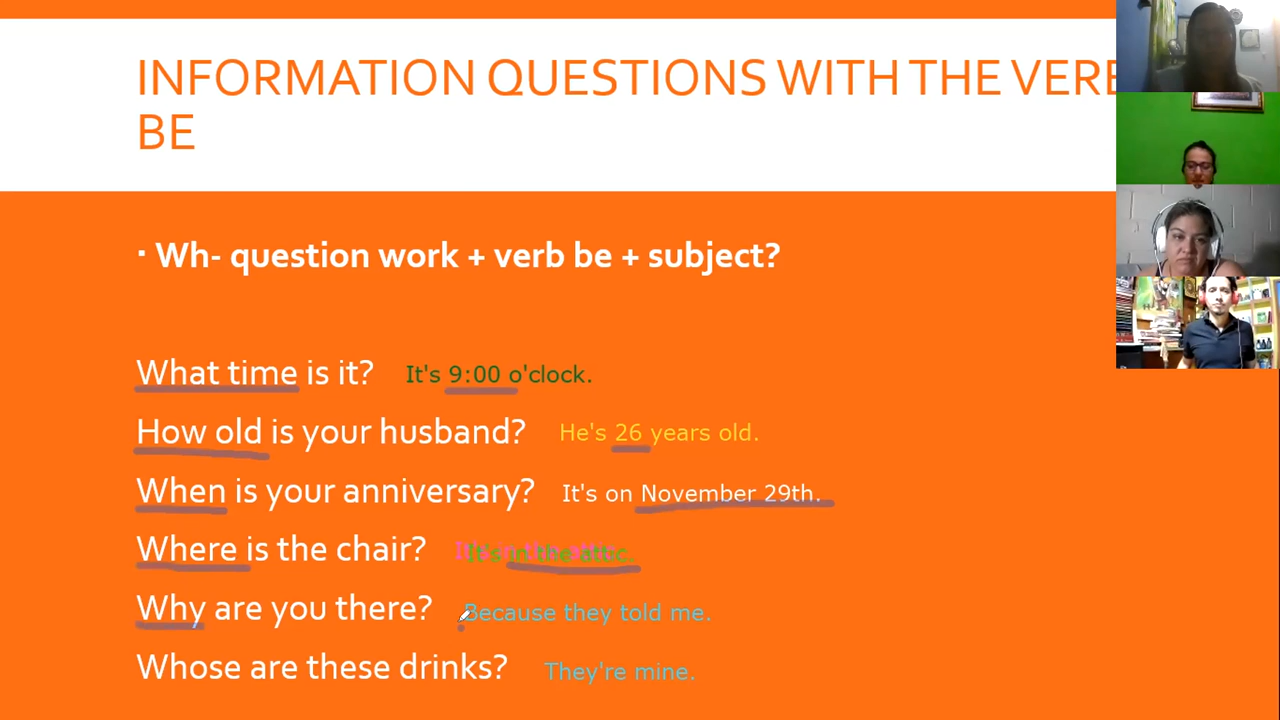 INFORMATION QUESTIONS WITH THE VERB
BE
▪ Wh- question work + verb be + subject?
What time is it? It's 9:00 o'clock.
How old is your husband? He's 26 years old.
When is your anniversary? It's on November 29th.
Where is the chair? It's in the attic.
Why are you there? Because they told me.
Whose are these drinks? They're mine.